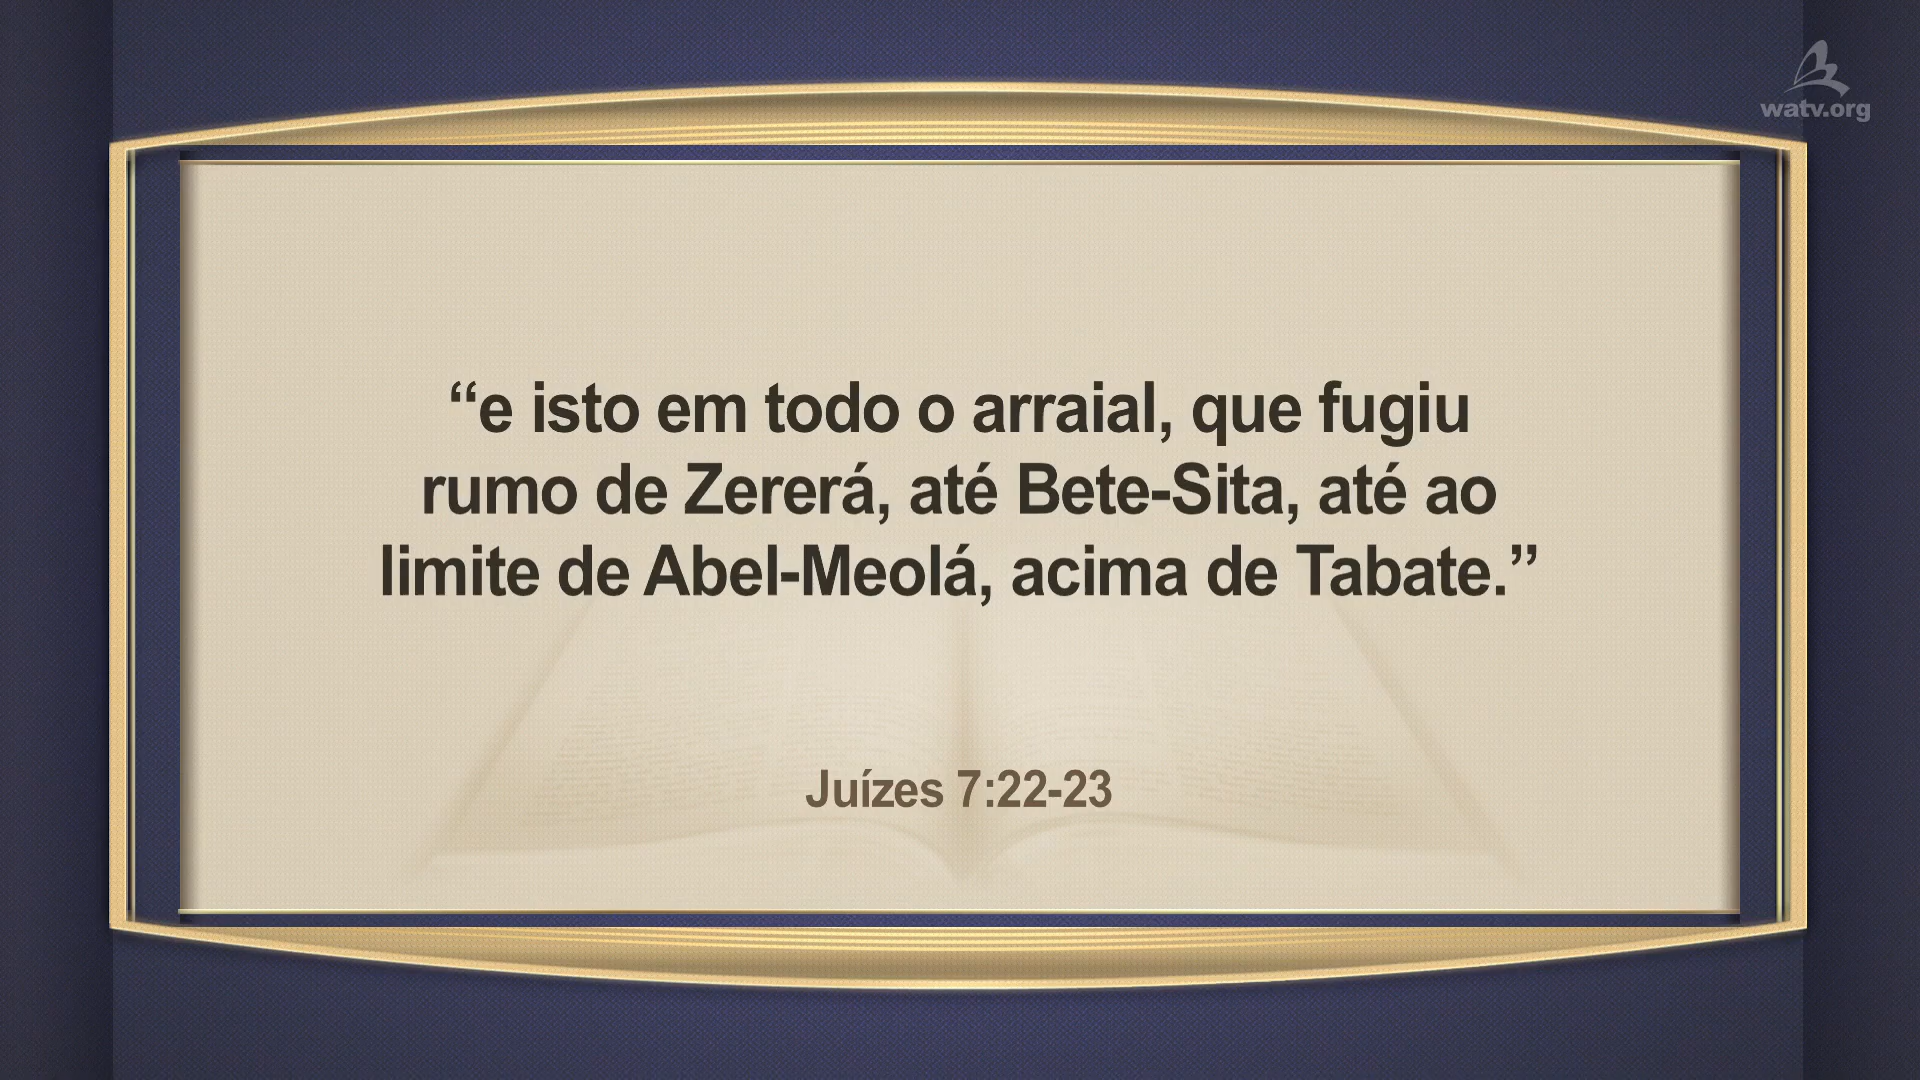 watv.org
“e isto em todo o arraial, que fugiu
rumo de Zererá, até Bete-Sita, até ao
limite de Abel-Meolá, acima de Tabate.”
Juízes 7:22-23